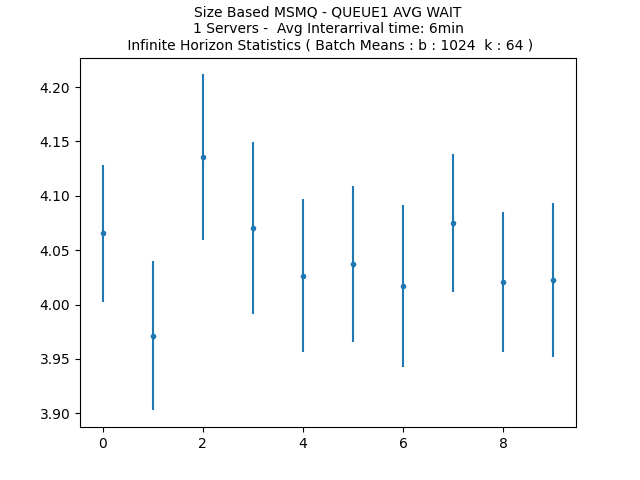 Size Based MSMQ - QUEUE1 AVG WAIT
1 Servers -  Avg Interarrival time: 6min
Infinite Horizon Statistics ( Batch Means : b : 1024  k : 64 )
4.20
4.15
4.10
4.05
4.00
3.95
3.90
0 2 4 6 8